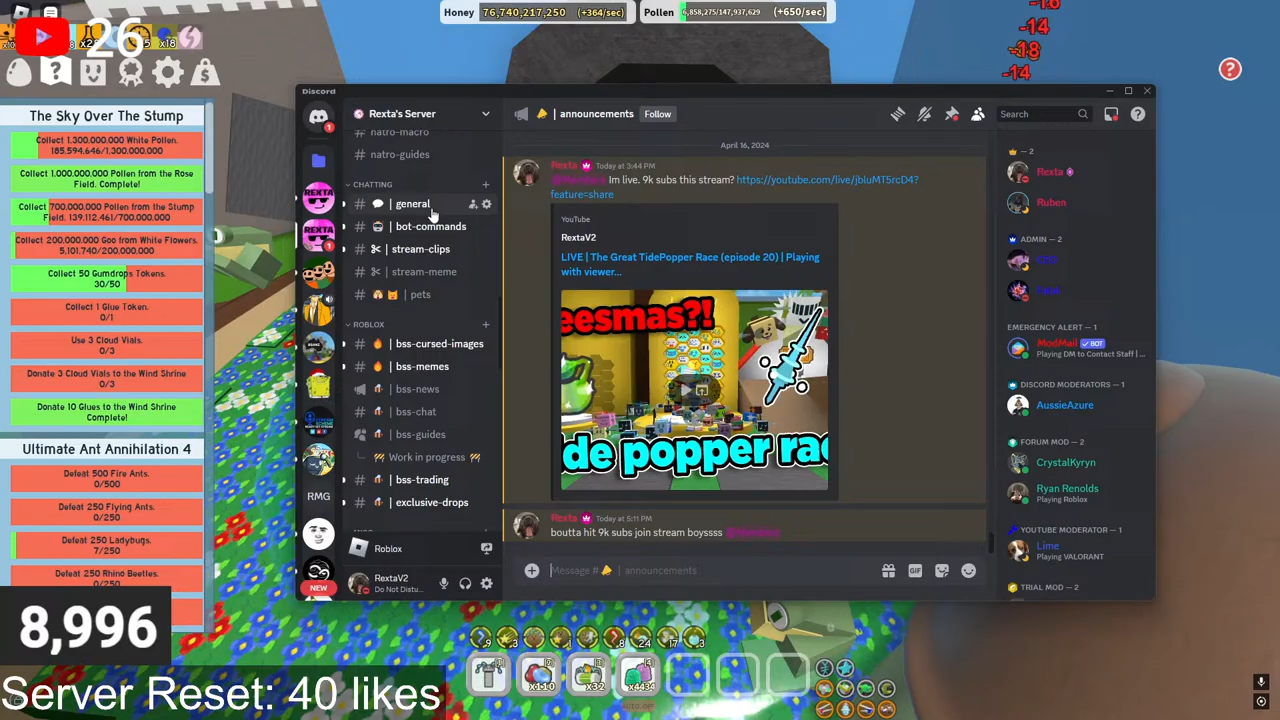 Honey 76,740,217,250 (+364/sec)
Pollen 6,858,275/147,937,629 (+650/sec)
26
-14
-18
-14
The Sky Over The Stump
Collect 1,300,000,000 White Pollen.
185,594,646/1,300,000,000
Collect 1,000,000,000 Pollen from the Rose
Field. Complete!
Collect 700,000,000 Pollen from the Stump
Field. 139,112,461/700,000,000
Collect 200,000,000 Goo from White Flowers.
5,101,740/200,000,000
Collect 50 Gumdrops Tokens.
30/50
Collect 1 Glue Token.
0/1
Use 3 Cloud Vials.
0/3
Donate 3 Cloud Vials to the Wind Shrine
0/3
Donate 10 Glues to the Wind Shrine
Complete!
Ultimate Ant Annihilation 4
Defeat 500 Fire Ants.
0/500
Defeat 250 Flying Ants.
0/250
Defeat 250 Ladybugs.
7/250
Defeat 250 Rhino Beetles.
8,996
Server Reset: 40 likes
Discord
Rexta's Server
natro-macro
natro-guides
CHATTING
# | general
# | bot-commands
# | stream-clips
# | stream-meme
# | pets
ROBLOX
# | bss-cursed-images
# | bss-memes
| bss-news
# | bss-chat
| bss-guides
Work in progress
# | bss-trading
# | exclusive-drops
Roblox
RextaV2
Do Not Distu...
REXTA
REXTA
RMG
NEW
| announcements
Follow
Search
April 16, 2024
Rexta Today at 3:44 PM
Im live. 9k subs this stream? https://youtube.com/live/jbluMT5rcD4?
feature=share
YouTube
RextaV2
LIVE | The Great TidePopper Race (episode 20) | Playing
with viewer...
eesmas?!
de popper rac
Rexta Today at 5:11 PM
boutta hit 9k subs join stream boyssss
Message # | announcements
GIF
— 2
Rexta
Ruben
ADMIN — 2
EMERGENCY ALERT — 1
ModMail BOT
Playing DM to Contact Staff | ...
DISCORD MODERATORS — 1
AussieAzure
FORUM MOD — 2
CrystalKyryn
Ryan Renolds
Playing Roblox
YOUTUBE MODERATOR — 1
Lime
Playing VALORANT
TRIAL MOD — 2
x110
x32
x4434